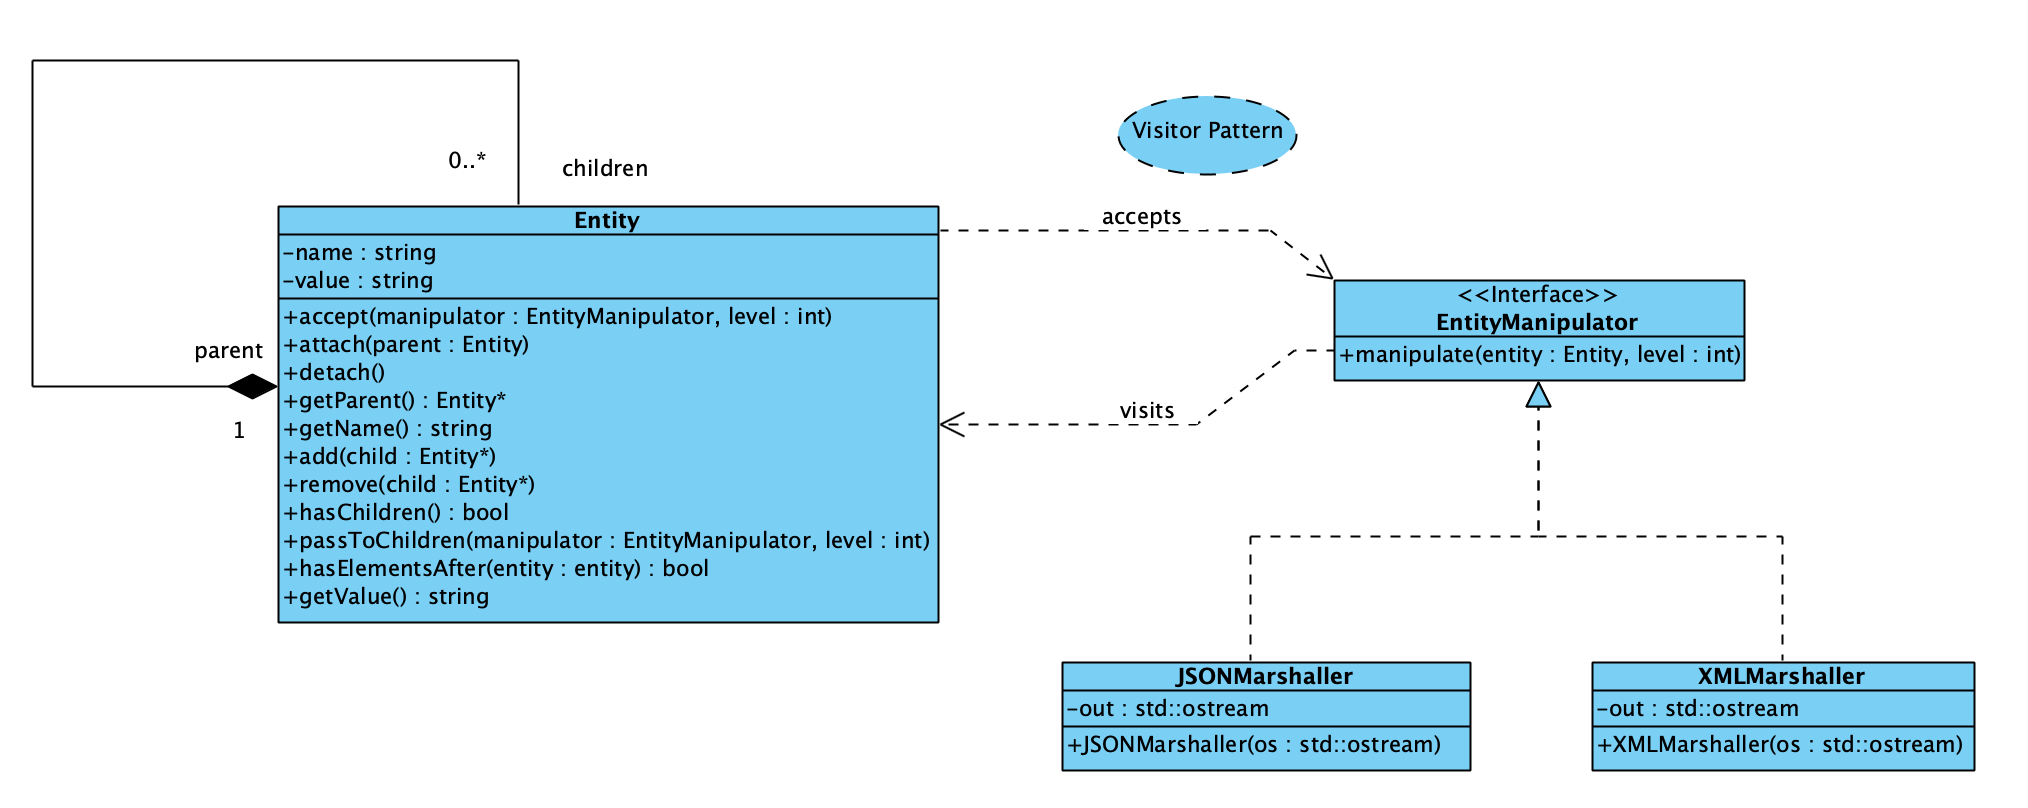 Visitor Pattern
0..*
children
Entity
-name : string
-value : string
+accept(manipulator : EntityManipulator, level : int)
+attach(parent : Entity)
+detach()
+getParent() : Entity*
+getName() : string
+add(child : Entity*)
+remove(child : Entity*)
+hasChildren() : bool
+passToChildren(manipulator : EntityManipulator, level : int)
+hasElementsAfter(entity : entity) : bool
+getValue() : string
parent
1
accepts
visits
<<Interface>>
EntityManipulator
+manipulate(entity : Entity, level : int)
JSONMarshaller
-out : std::ostream
+JSONMarshaller(os : std::ostream)
XMLMarshaller
-out : std::ostream
+XMLMarshaller(os : std::ostream)